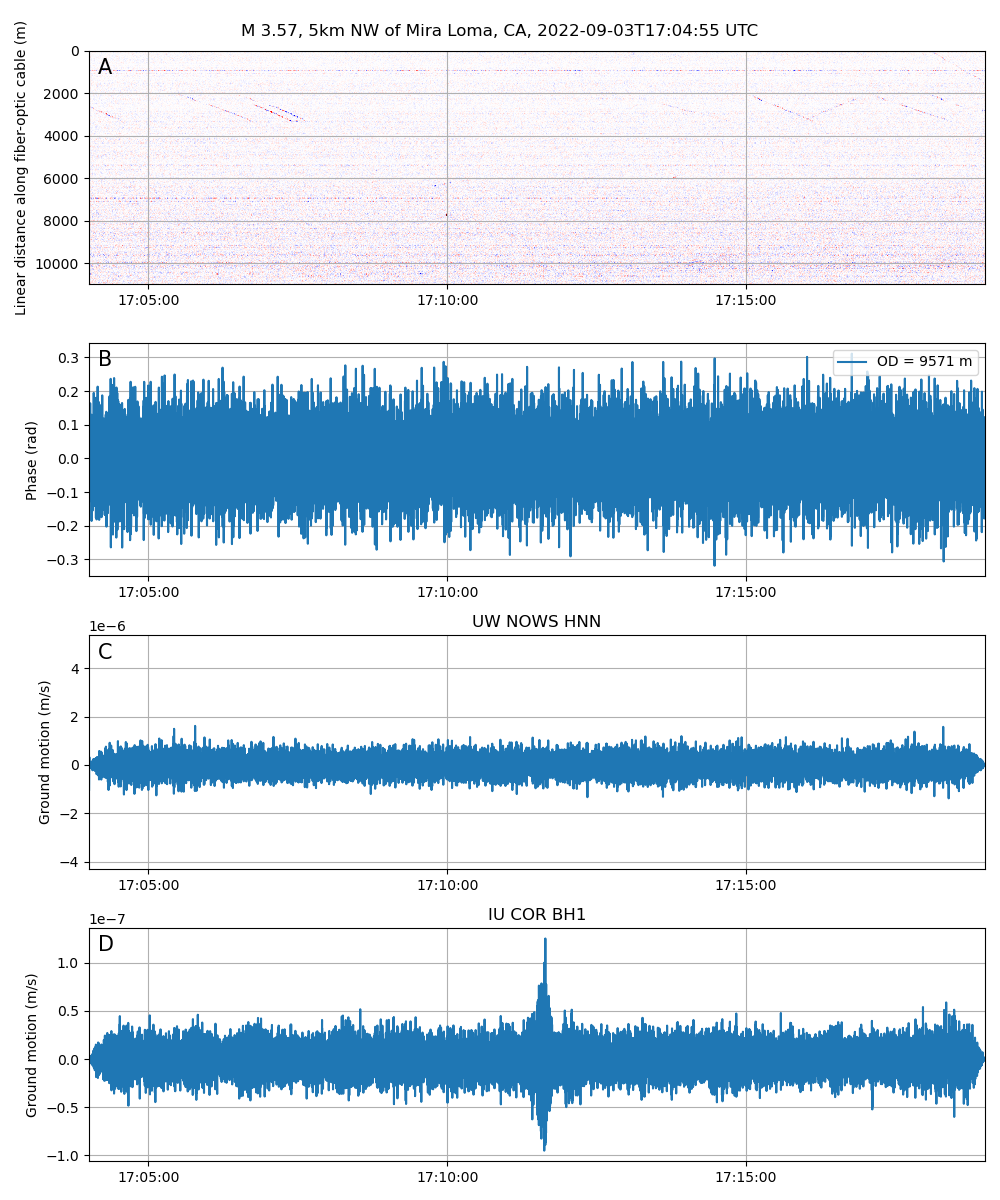 M 3.57, 5km NW of Mira Loma, CA, 2022-09-03T17:04:55 UTC
A
Linear distance along fiber-optic cable (m)
0
2000
4000
6000
8000
10000
17:05:00 17:10:00 17:15:00
B
OD = 9571 m
Phase (rad)
0.3
0.2
0.1
0.0
−0.1
−0.2
−0.3
17:05:00 17:10:00 17:15:00
UW NOWS HNN
1e−6
C
Ground motion (m/s)
4
2
0
−2
−4
17:05:00 17:10:00 17:15:00
IU COR BH1
1e−7
D
Ground motion (m/s)
1.0
0.5
0.0
−0.5
−1.0
17:05:00 17:10:00 17:15:00